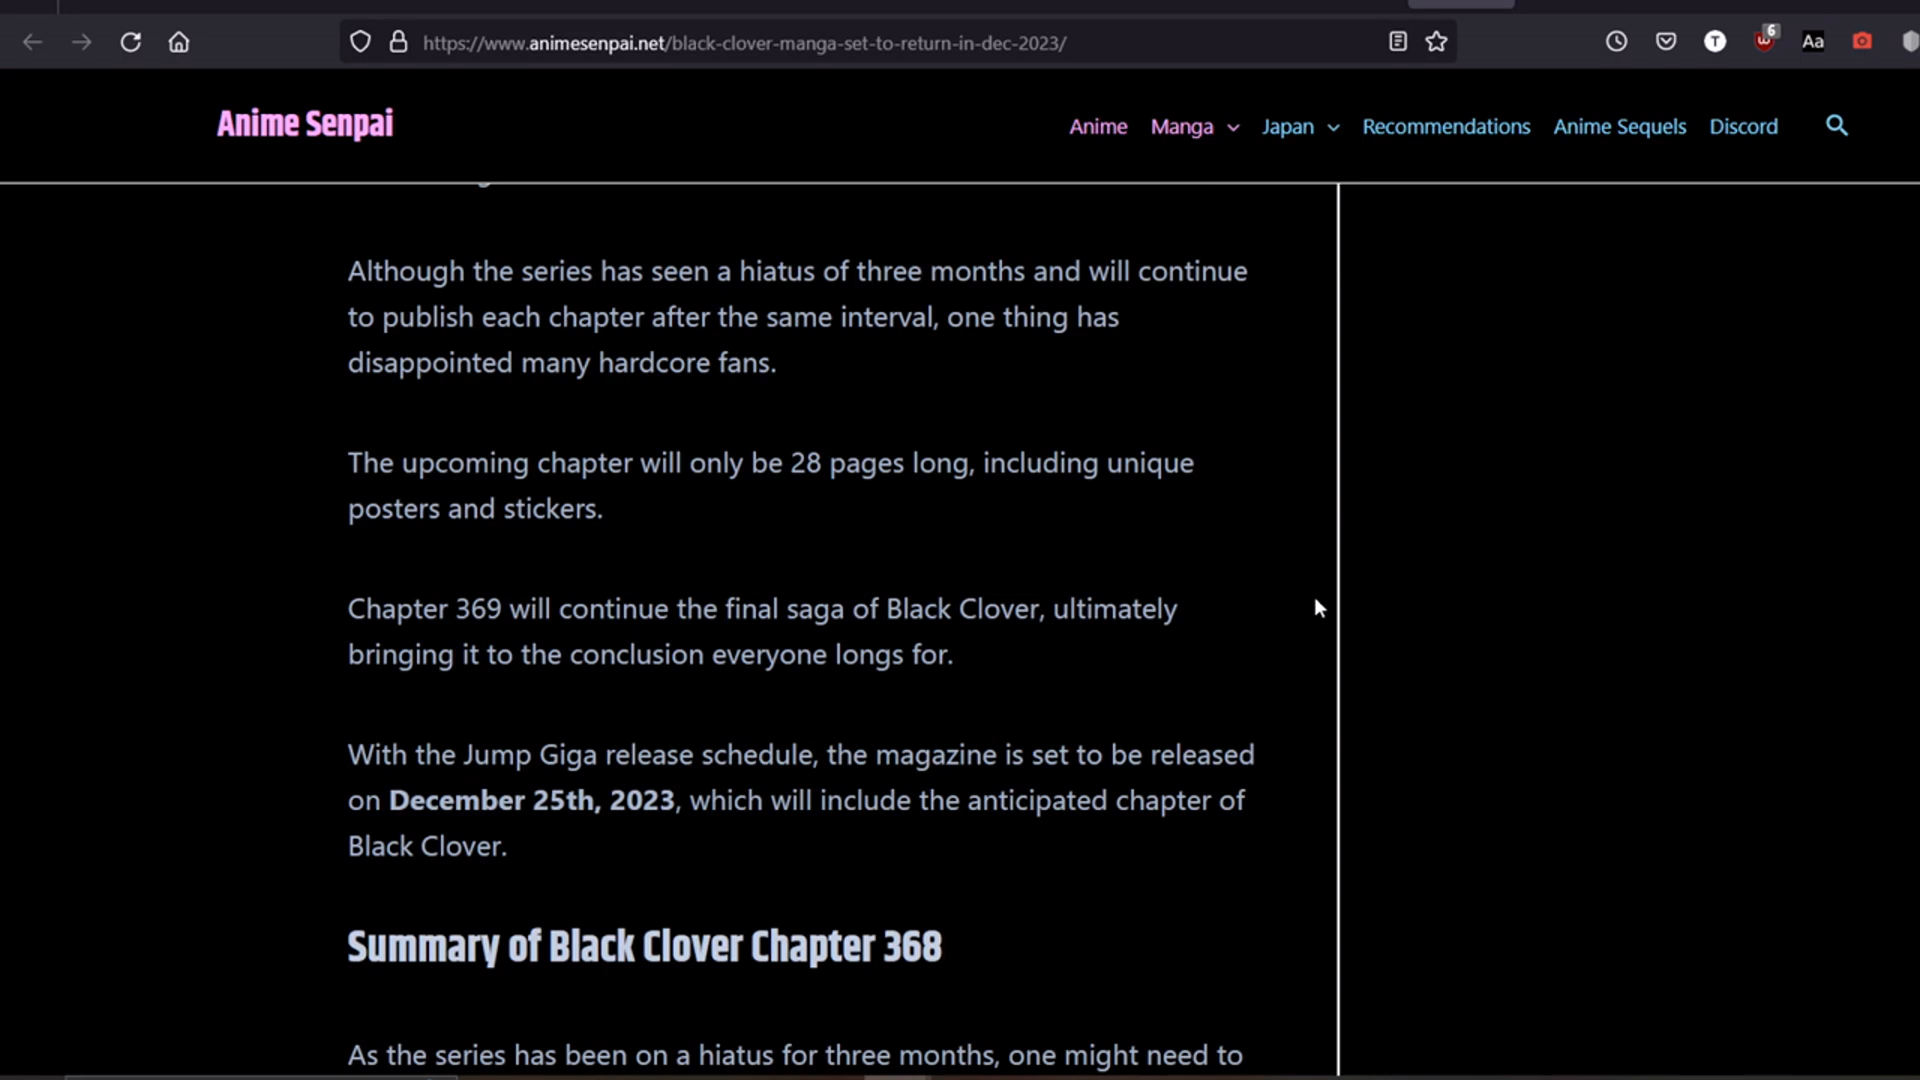 https://www.animesenpai.net/black-clover-manga-set-to-return-in-dec-2023/
T
6
Aa
Anime Senpai
Anime Manga Japan Recommendations Anime Sequels Discord
Although the series has seen a hiatus of three months and will continue
to publish each chapter after the same interval, one thing has
disappointed many hardcore fans.
The upcoming chapter will only be 28 pages long, including unique
posters and stickers.
Chapter 369 will continue the final saga of Black Clover, ultimately
bringing it to the conclusion everyone longs for.
With the Jump Giga release schedule, the magazine is set to be released
on December 25th, 2023, which will include the anticipated chapter of
Black Clover.
Summary of Black Clover Chapter 368
As the series has been on a hiatus for three months, one might need to